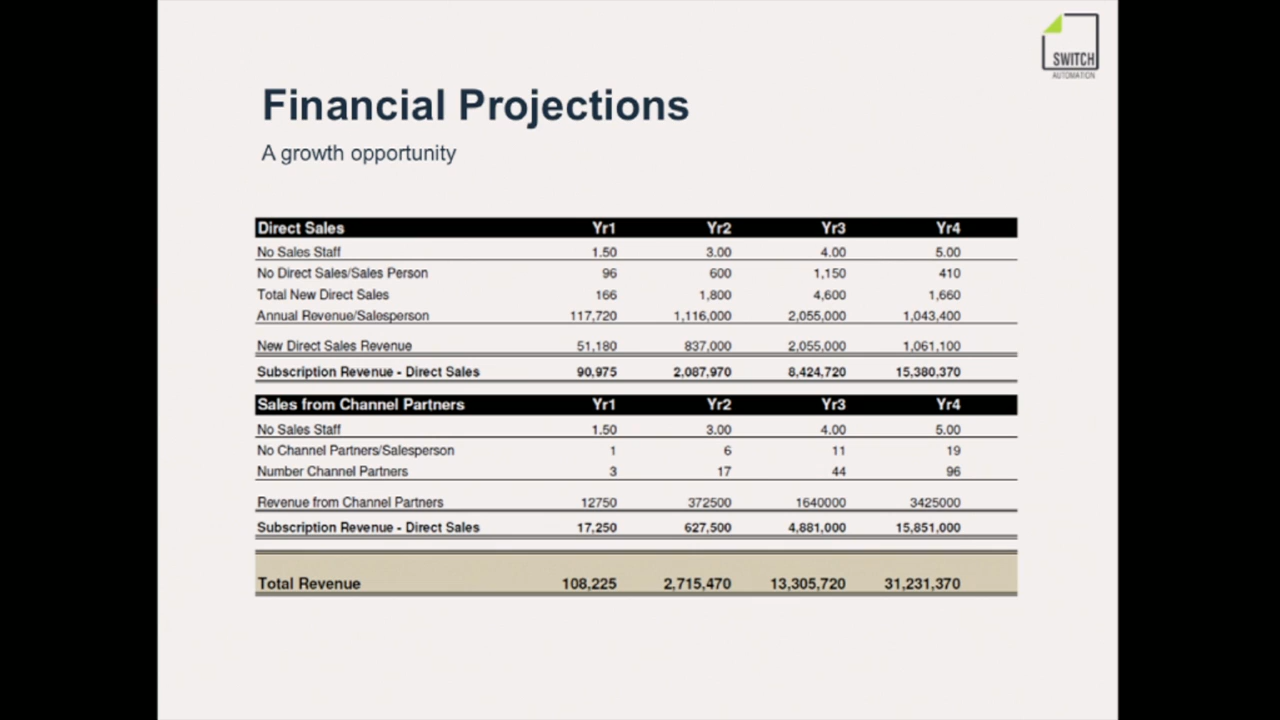 SWITCH
AUTOMATION
Financial Projections
A growth opportunity
Direct Sales Yr1 Yr2 Yr3 Yr4
No Sales Staff 1.50 3.00 4.00 5.00
No Direct Sales/Sales Person 96 600 1,150 410
Total New Direct Sales 166 1,800 4,600 1,660
Annual Revenue/Salesperson 117,720 1,116,000 2,055,000 1,043,400
New Direct Sales Revenue 51,180 837,000 2,055,000 1,061,100
Subscription Revenue - Direct Sales 90,975 2,087,970 8,424,720 15,380,370
Sales from Channel Partners Yr1 Yr2 Yr3 Yr4
No Sales Staff 1.50 3.00 4.00 5.00
No Channel Partners/Salesperson 1 6 11 19
Number Channel Partners 3 17 44 96
Revenue from Channel Partners 12750 372500 1640000 3425000
Subscription Revenue - Direct Sales 17,250 627,500 4,881,000 15,851,000
Total Revenue 108,225 2,715,470 13,305,720 31,231,370